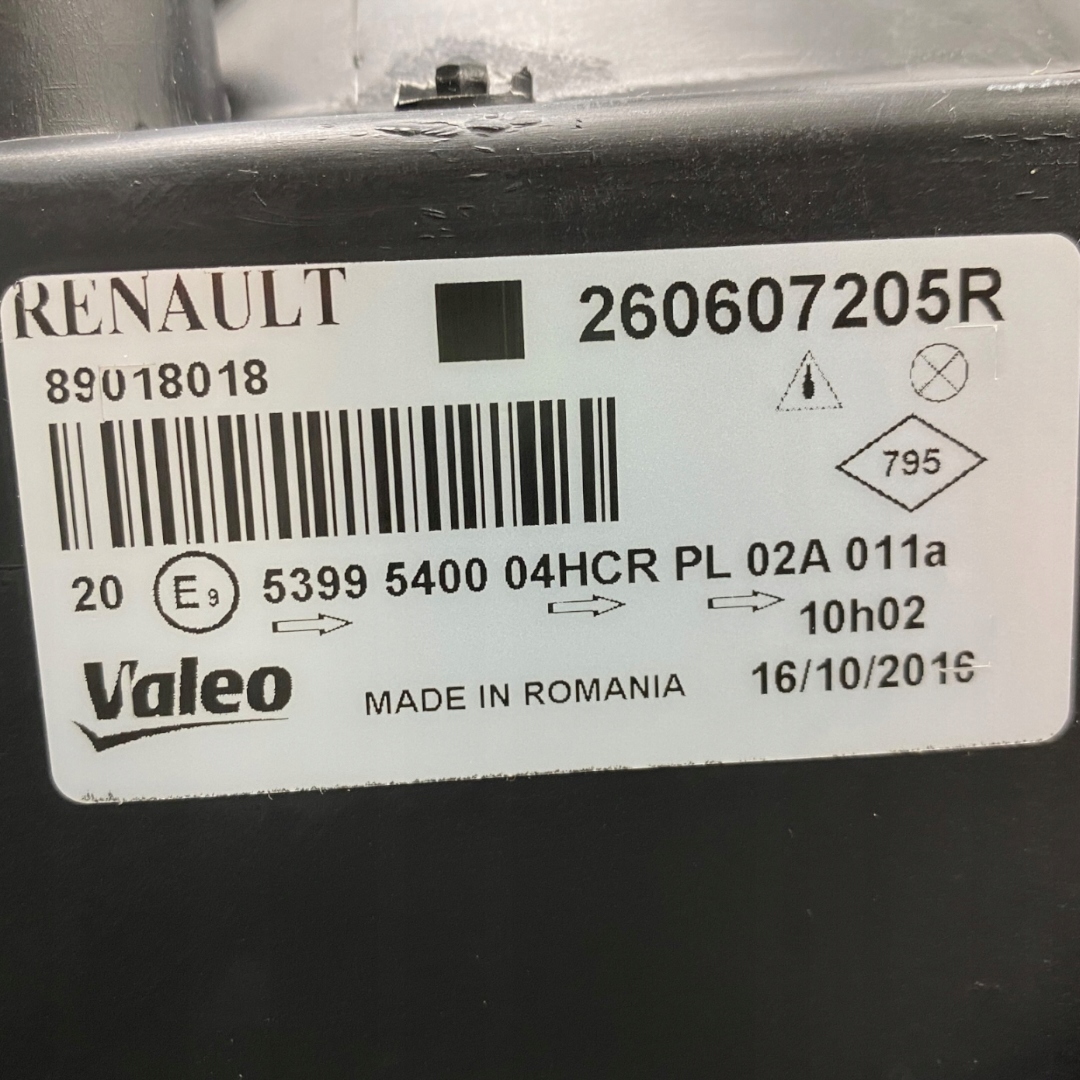 RENAULT
260607205R
89018018
795
20 E9 5399 5400 04HCR PL 02A 011a
10h02
Valeo
MADE IN ROMANIA
16/10/2016